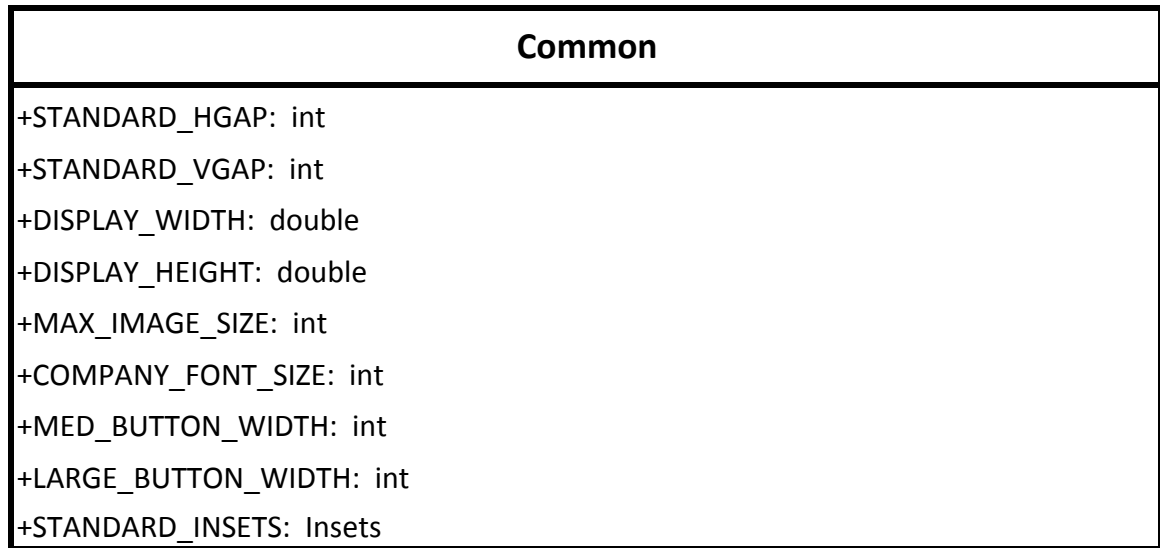 Common
+STANDARD_HGAP: int
+STANDARD_VGAP: int
+DISPLAY_WIDTH: double
+DISPLAY_HEIGHT: double
+MAX_IMAGE_SIZE: int
+COMPANY_FONT_SIZE: int
+MED_BUTTON_WIDTH: int
+LARGE_BUTTON_WIDTH: int
+STANDARD_INSETS: Insets